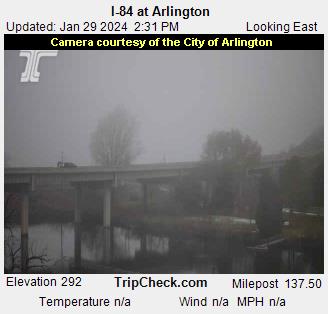 I-84 at Arlington
Updated: Jan 29 2024 2:31 PM Looking East
Camera courtesy of the City of Arlington
Elevation 292 TripCheck.com Milepost 137.50
Temperature n/a Wind n/a MPH n/a